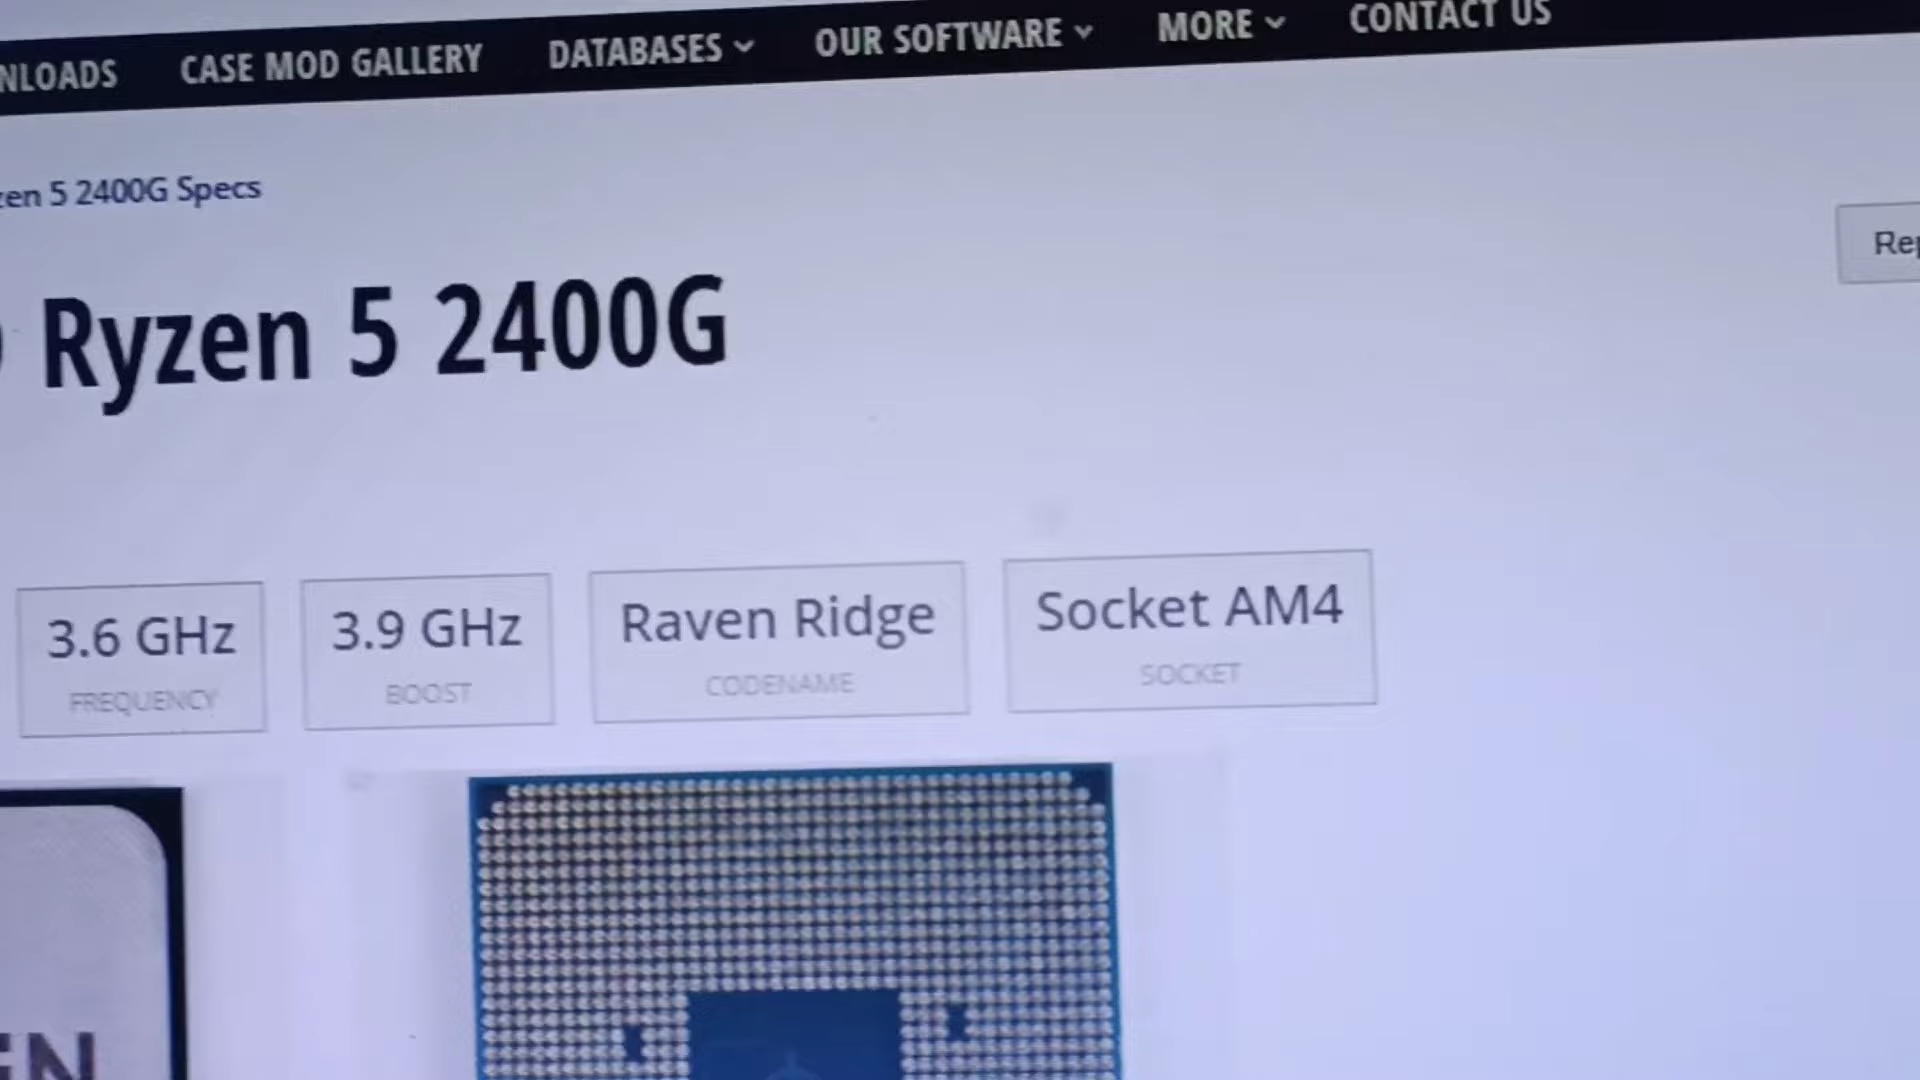 NLOADS CASE MOD GALLERY DATABASES OUR SOFTWARE MORE CONTACT US
zen 5 2400G Specs
Rep
Ryzen 5 2400G
3.6 GHz 3.9 GHz Raven Ridge Socket AM4
FREQUENCY BOOST CODENAME SOCKET
EN